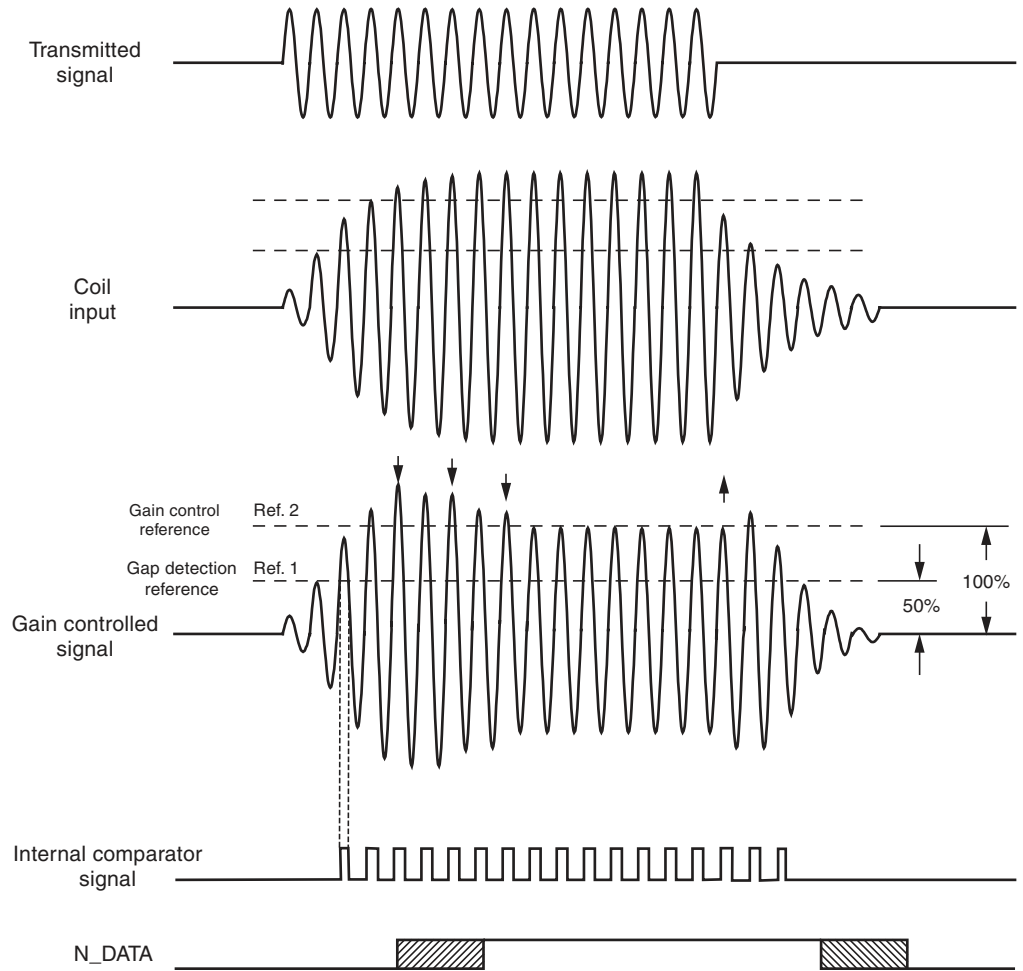 Transmitted
signal
Coil
input
Gain control
reference
Ref. 2
Gap detection
reference
Ref. 1
100%
50%
Gain controlled
signal
Internal comparator
signal
N_DATA